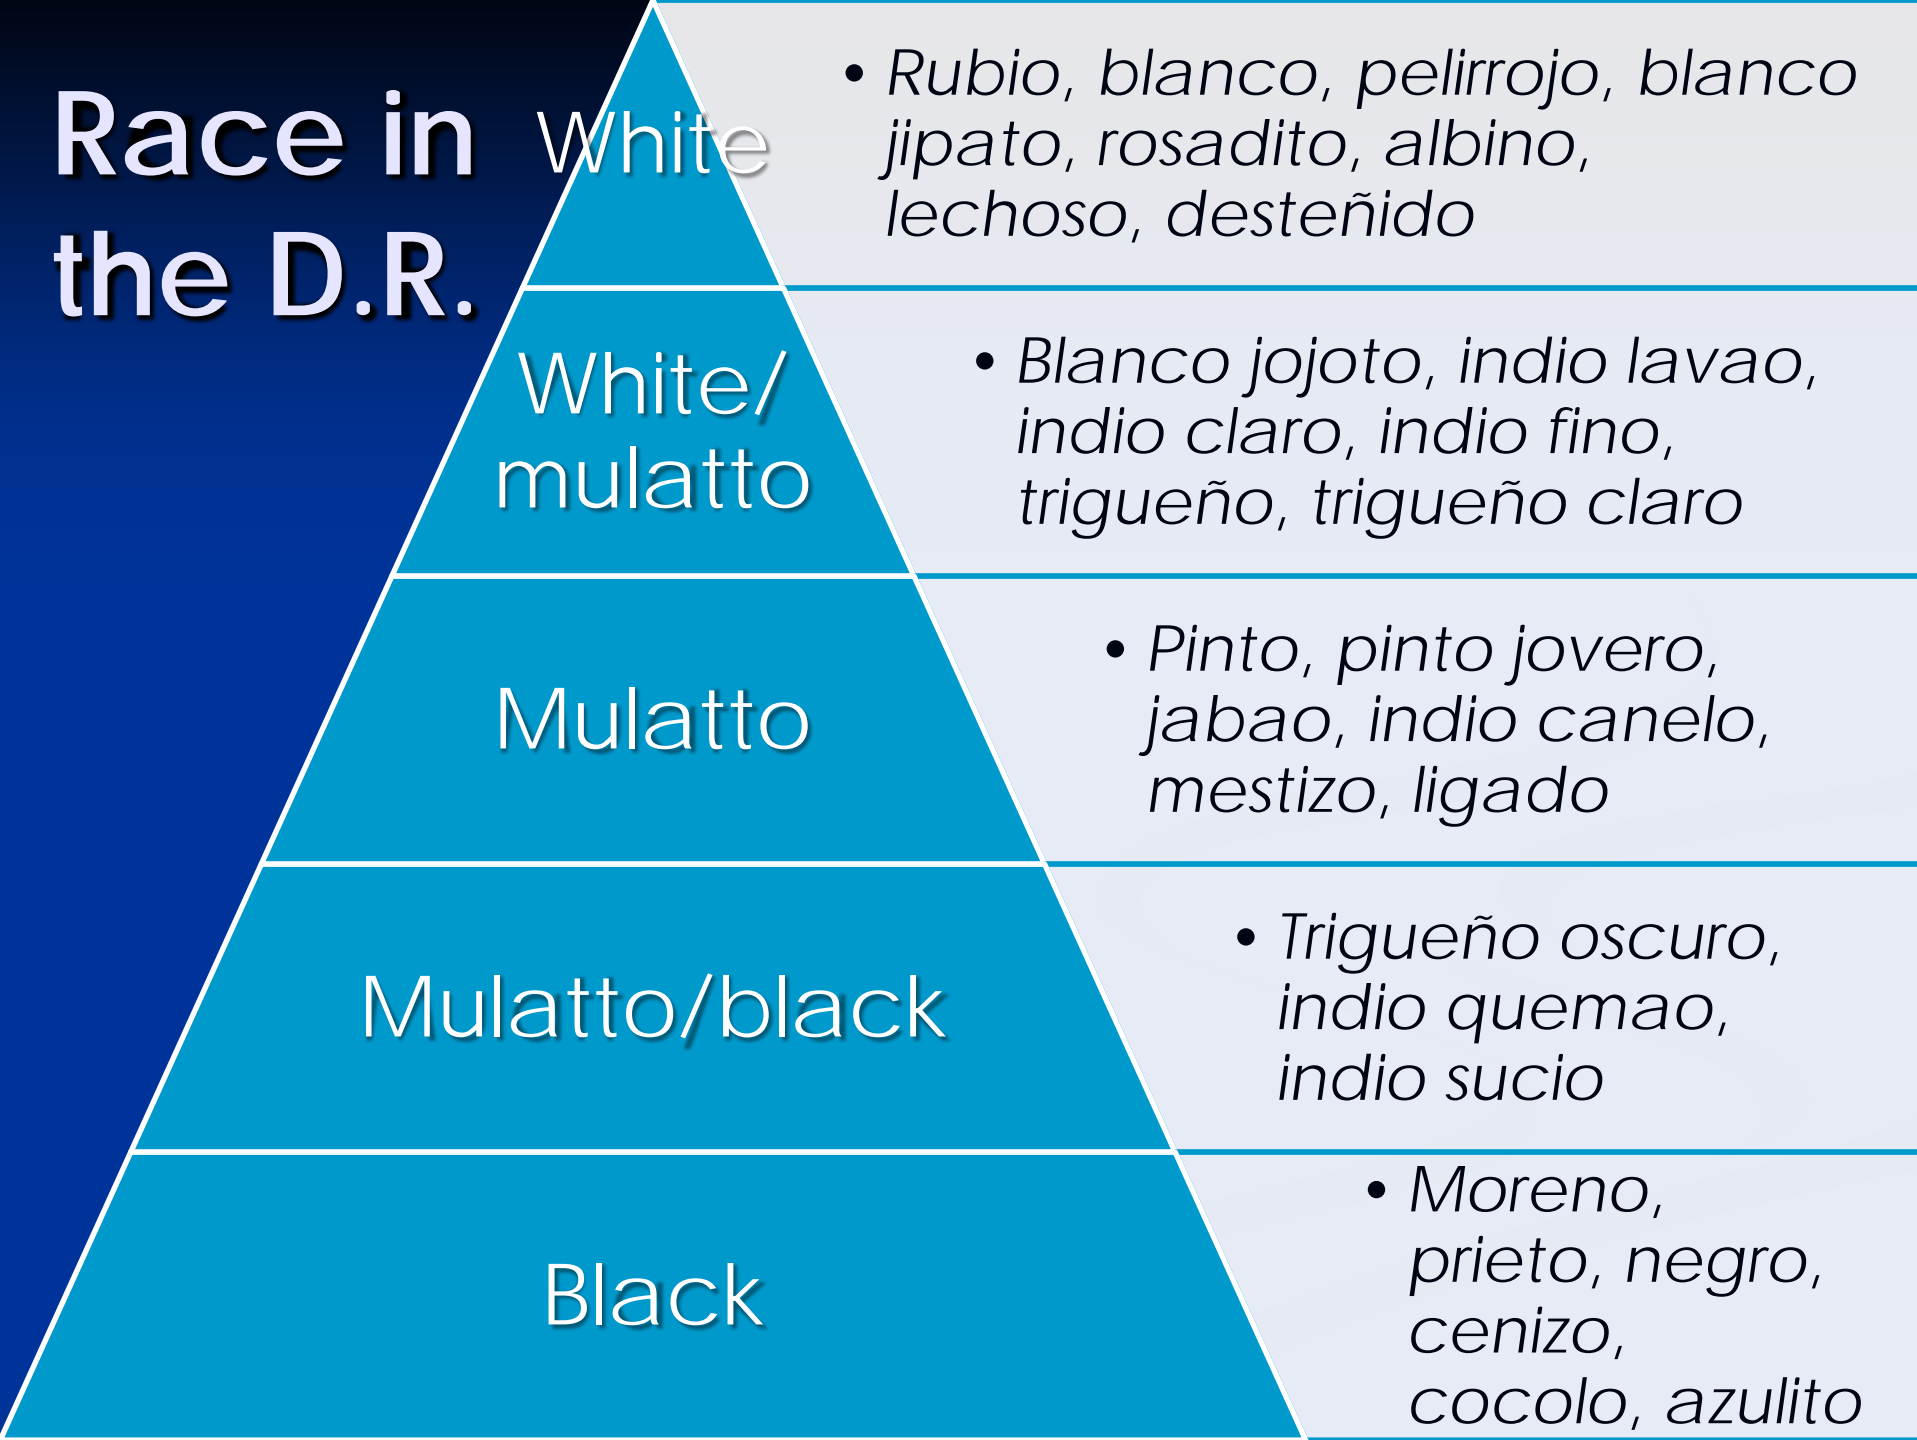 Race in
the D.R.
White
• Rubio, blanco, pelirrojo, blanco
jipato, rosadito, albino,
lechoso, desteñido
White/
mulatto
• Blanco jojoto, indio lavao,
indio claro, indio fino,
trigueño, trigueño claro
Mulatto
• Pinto, pinto jovero,
jabao, indio canelo,
mestizo, ligado
Mulatto/black
• Trigueño oscuro,
indio quemao,
indio sucio
Black
• Moreno,
prieto, negro,
cenizo,
cocolo, azulito